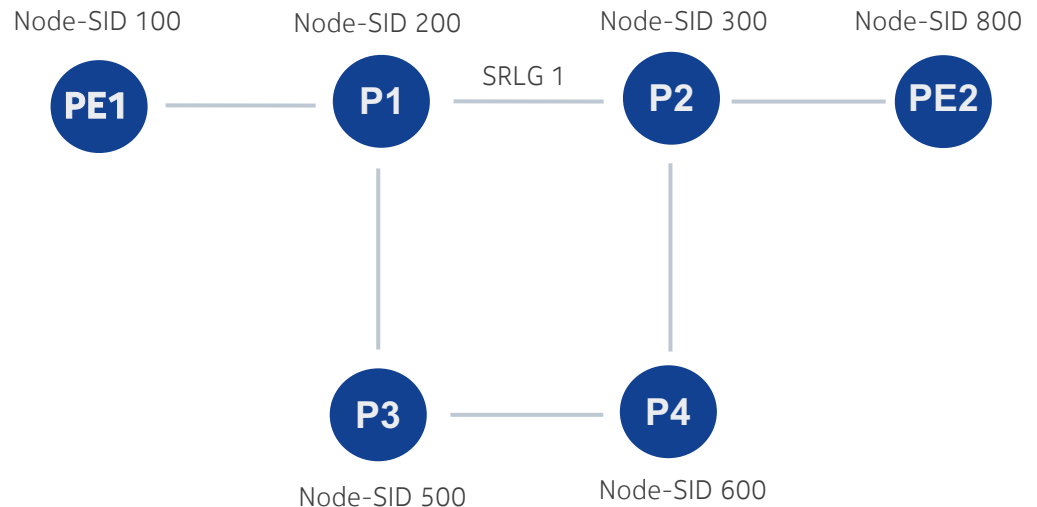 Node-SID 100
Node-SID 200
Node-SID 300
Node-SID 800
SRLG 1
PE1
P1
P2
PE2
P3
P4
Node-SID 500
Node-SID 600